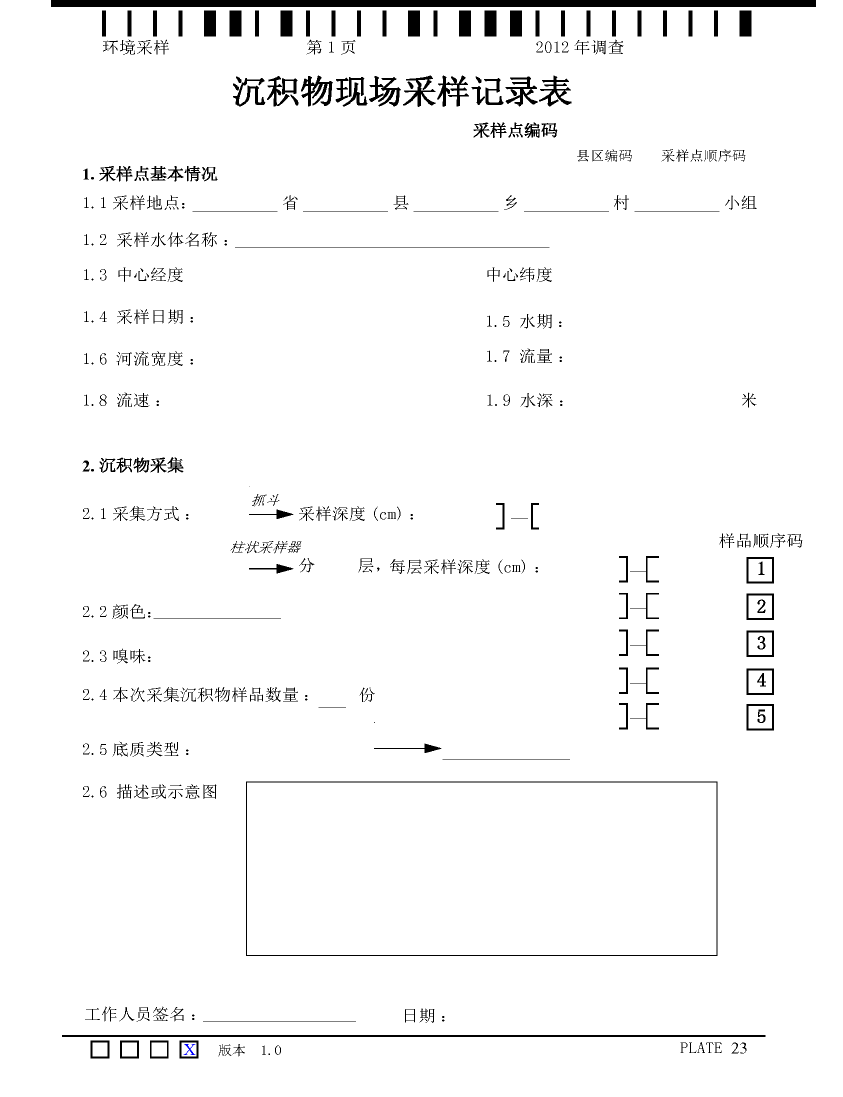 环境采样 第 1 页 2012 年调查
沉积物现场采样记录表
采样点编码
县区编码 采样点顺序码
1. 采样点基本情况
1.1 采样地点: __________ 省 __________ 县 __________ 乡 __________ 村 __________ 小组
1.2 采样水体名称：_____________________________________
1.3 中心经度 中心纬度
1.4 采样日期： 1.5 水期：
1.6 河流宽度： 1.7 流量：
1.8 流速： 1.9 水深： 米
2. 沉积物采集
抓斗
2.1 采集方式： 采样深度 (cm)： ]—[
样品顺序码
柱状采样器
分 层，每层采样深度 (cm)： ]—[ 1
]—[ 2
2.2 颜色:_______________
]—[ 3
2.3 嗅味:
]—[ 4
2.4 本次采集沉积物样品数量：___ 份
]—[ 5
2.5 底质类型： _______________
2.6 描述或示意图
工作人员签名：__________________ 日期：
X 版本 1.0 PLATE 23